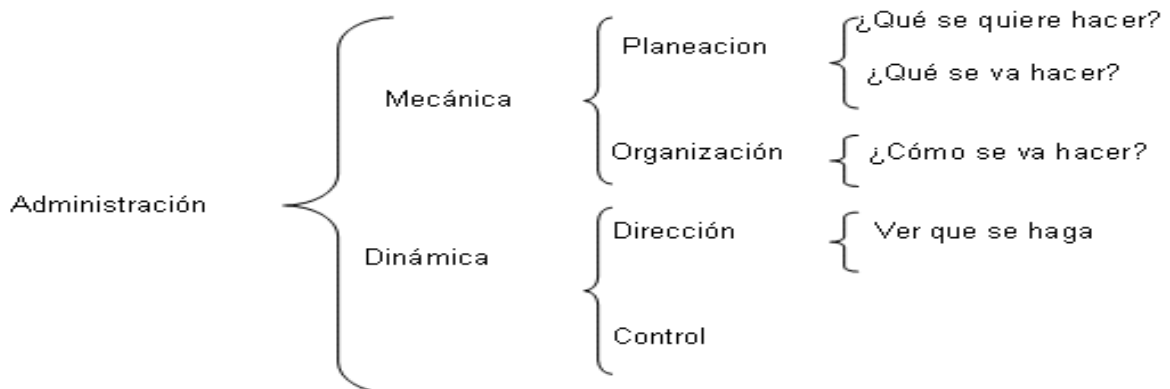 ¿Qué se quiere hacer?
Planeacion
¿Qué se va hacer?
Mecánica
Organización
¿Cómo se va hacer?
Administración
Dirección
Ver que se haga
Dinámica
Control